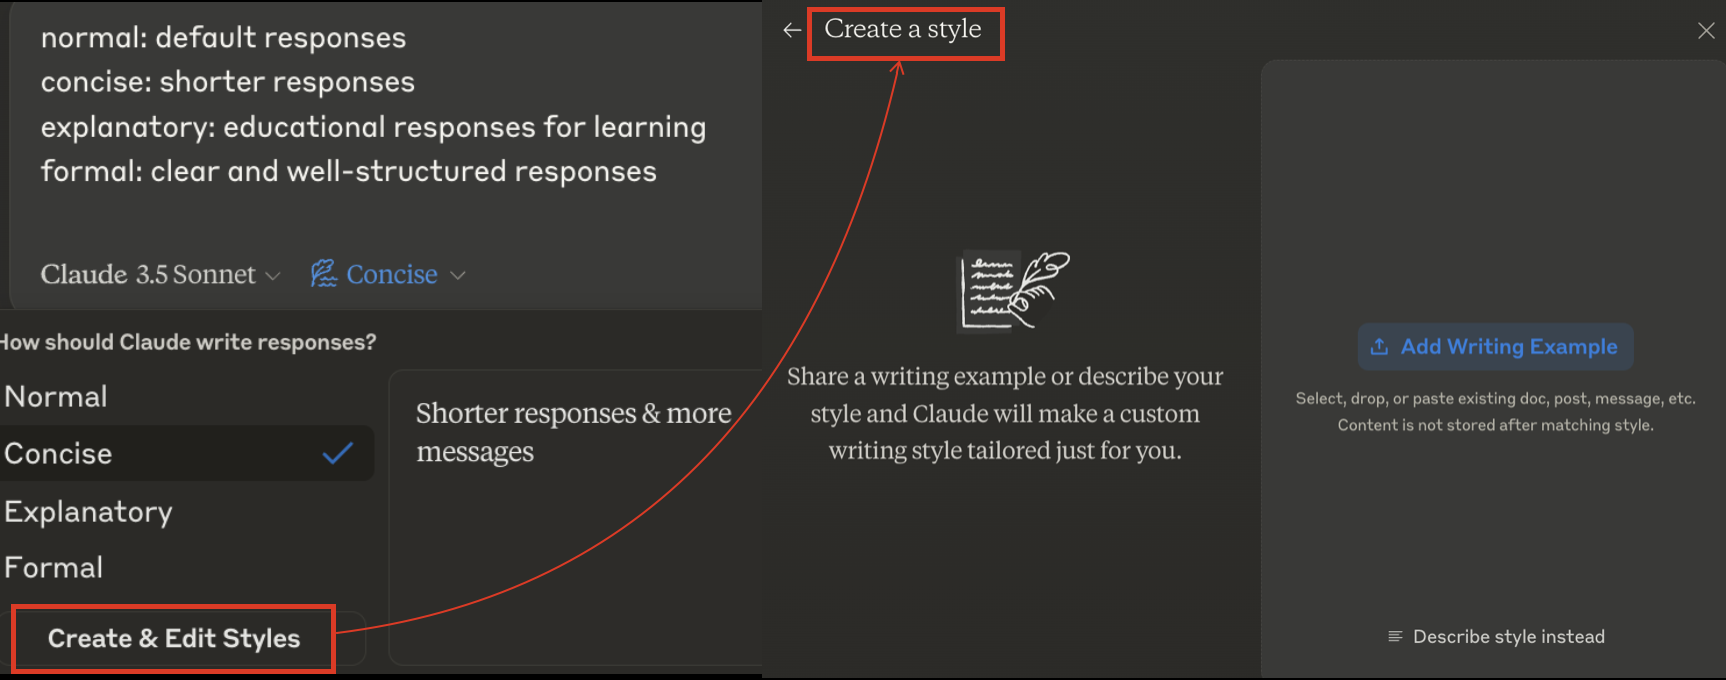 normal: default responses
concise: shorter responses
explanatory: educational responses for learning
formal: clear and well-structured responses
Claude 3.5 Sonnet
Concise
How should Claude write responses?
Normal
Concise
Explanatory
Formal
Create & Edit Styles
Shorter responses & more
messages
Create a style
Share a writing example or describe your
style and Claude will make a custom
writing style tailored just for you.
Add Writing Example
Select, drop, or paste existing doc, post, message, etc.
Content is not stored after matching style.
Describe style instead